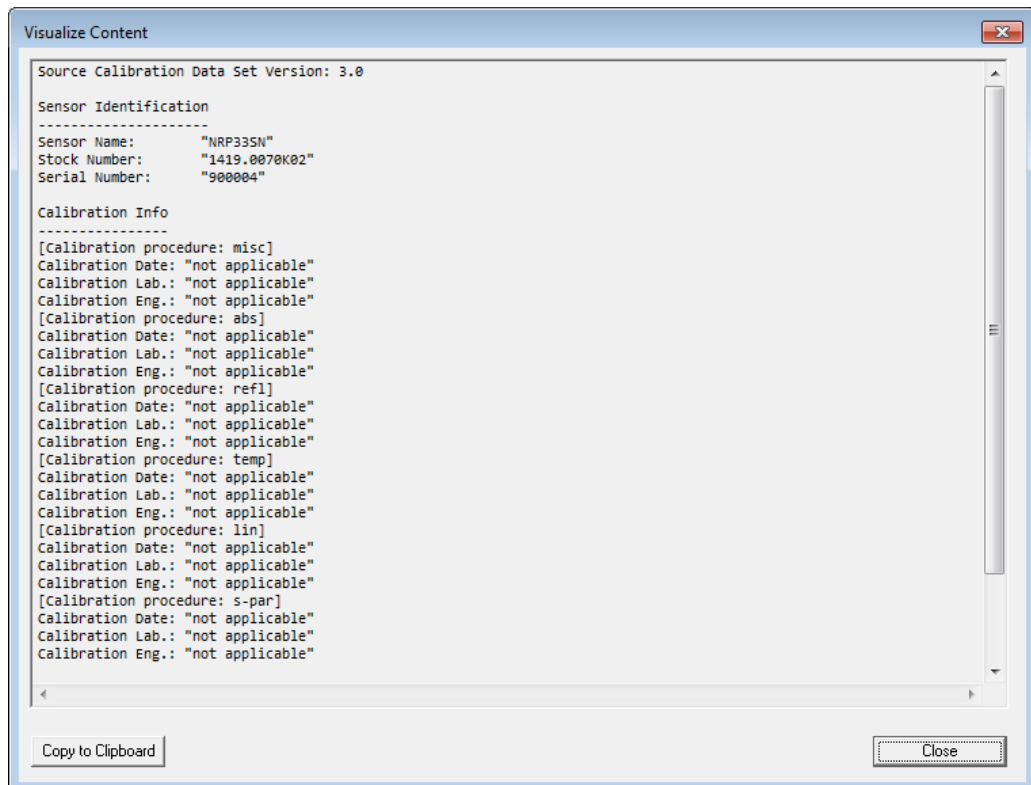 Visualize Content
Source Calibration Data Set Version: 3.0
Sensor Identification
---------------------
Sensor Name: "NRP33SN"
Stock Number: "1419.0070K02"
Serial Number: "900004"
Calibration Info
----------------
[Calibration procedure: misc]
Calibration Date: "not applicable"
Calibration Lab.: "not applicable"
Calibration Eng.: "not applicable"
[Calibration procedure: abs]
Calibration Date: "not applicable"
Calibration Lab.: "not applicable"
Calibration Eng.: "not applicable"
[Calibration procedure: refl]
Calibration Date: "not applicable"
Calibration Lab.: "not applicable"
Calibration Eng.: "not applicable"
[Calibration procedure: temp]
Calibration Date: "not applicable"
Calibration Lab.: "not applicable"
Calibration Eng.: "not applicable"
[Calibration procedure: lin]
Calibration Date: "not applicable"
Calibration Lab.: "not applicable"
Calibration Eng.: "not applicable"
[Calibration procedure: s-par]
Calibration Date: "not applicable"
Calibration Lab.: "not applicable"
Calibration Eng.: "not applicable"
Copy to Clipboard
Close